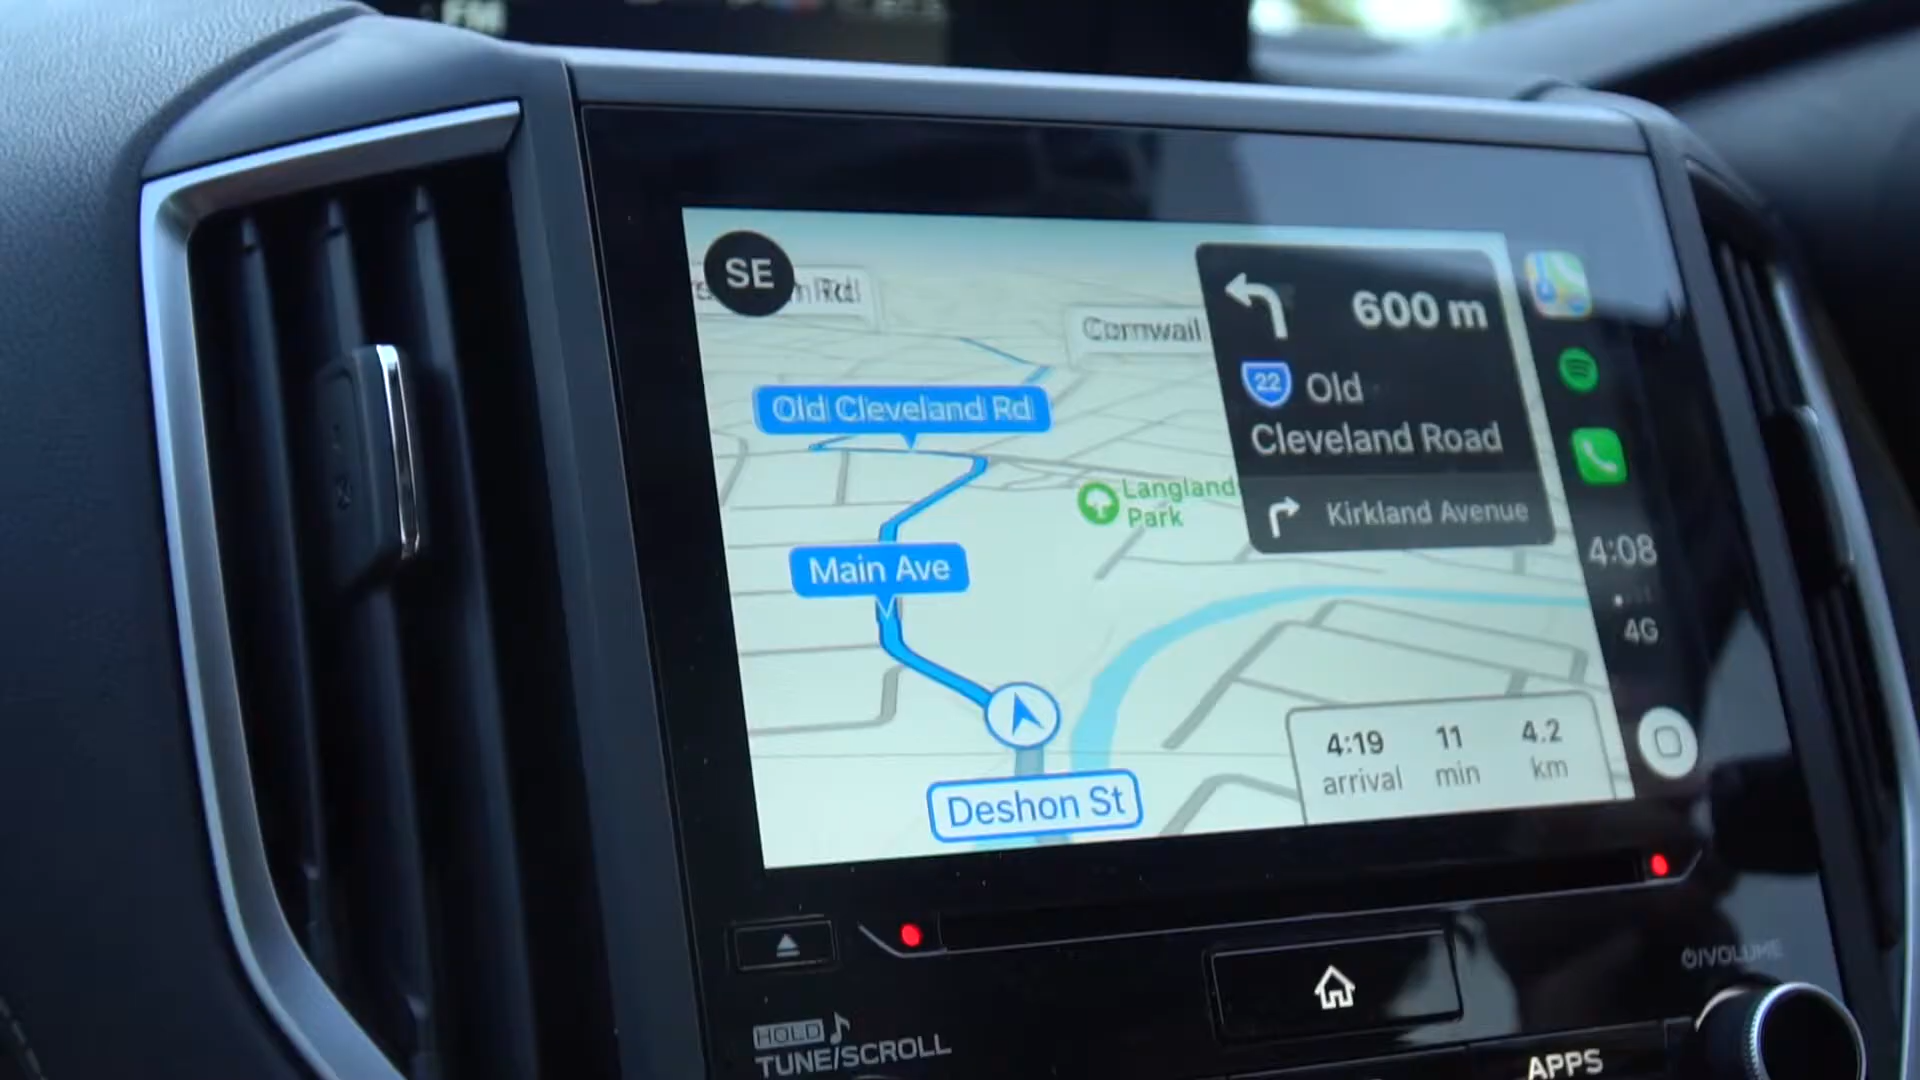 SE
Cornwall
600 m
22 Old
Cleveland Road
Kirkland Avenue
Old Cleveland Rd
Langland
Park
Main Ave
Deshon St
4:08
4G
4:19 11 4.2
arrival min km
HOLD
TUNE/SCROLL
VOLUME
APPS